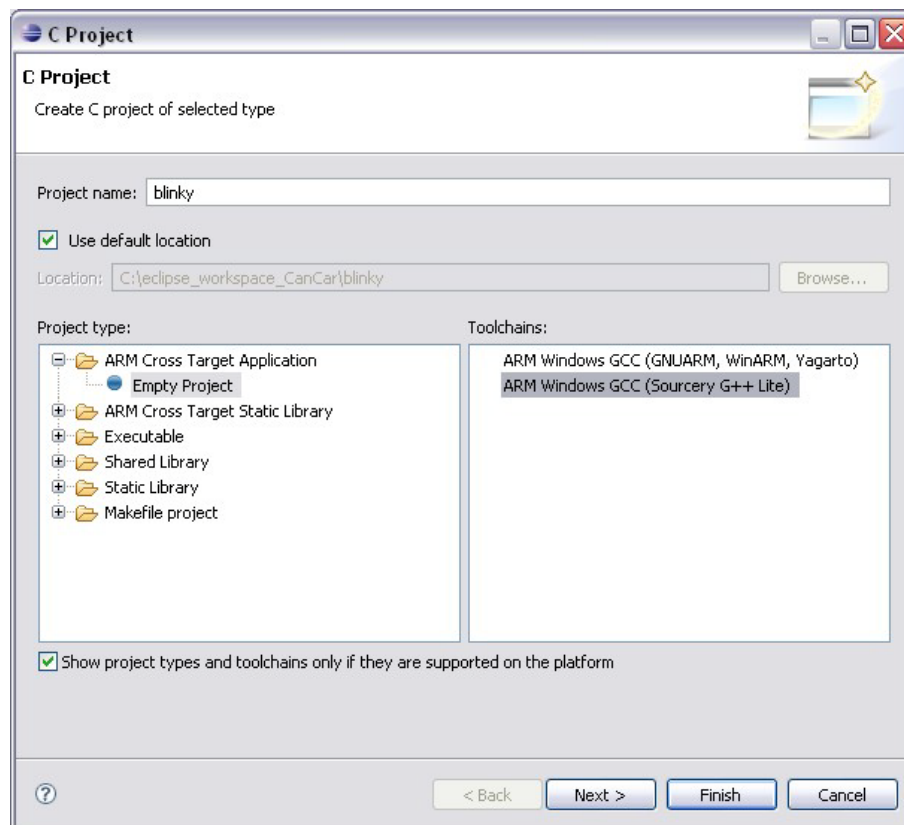 C Project
C Project
Create C project of selected type
Project name: blinky
Use default location
Location: C:\eclipse_workspace_CanCar\blinky Browse...
Project type: Toolchains:
ARM Cross Target Application
Empty Project
ARM Cross Target Static Library
Executable
Shared Library
Static Library
Makefile project
ARM Windows GCC (GNUARM, WinARM, Yagarto)
ARM Windows GCC (Sourcery G++ Lite)
Show project types and toolchains only if they are supported on the platform
? < Back Next > Finish Cancel